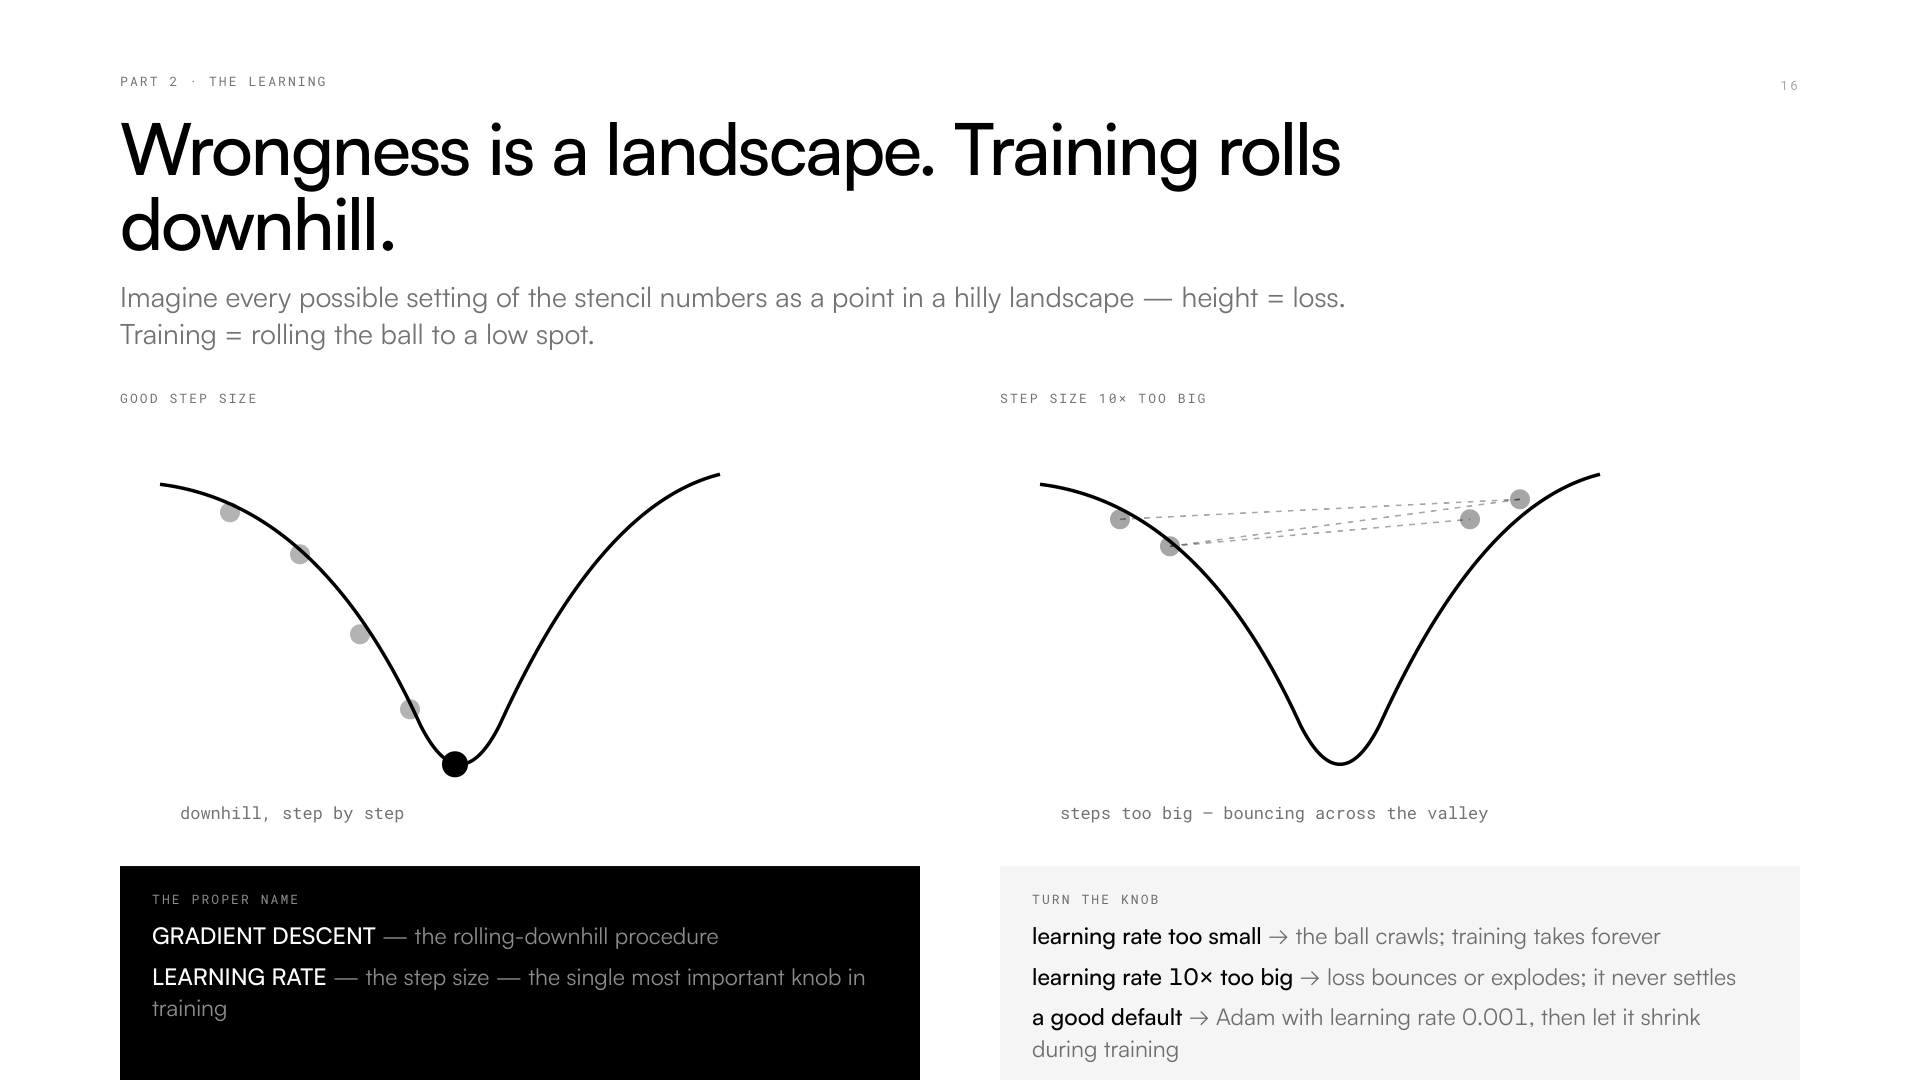 PART 2 · THE LEARNING
16
Wrongness is a landscape. Training rolls
downhill.
Imagine every possible setting of the stencil numbers as a point in a hilly landscape — height = loss.
Training = rolling the ball to a low spot.
GOOD STEP SIZE
downhill, step by step
STEP SIZE 10× TOO BIG
steps too big — bouncing across the valley
THE PROPER NAME
GRADIENT DESCENT — the rolling-downhill procedure
LEARNING RATE — the step size — the single most important knob in
training
TURN THE KNOB
learning rate too small → the ball crawls; training takes forever
learning rate 10× too big → loss bounces or explodes; it never settles
a good default → Adam with learning rate 0.001, then let it shrink
during training